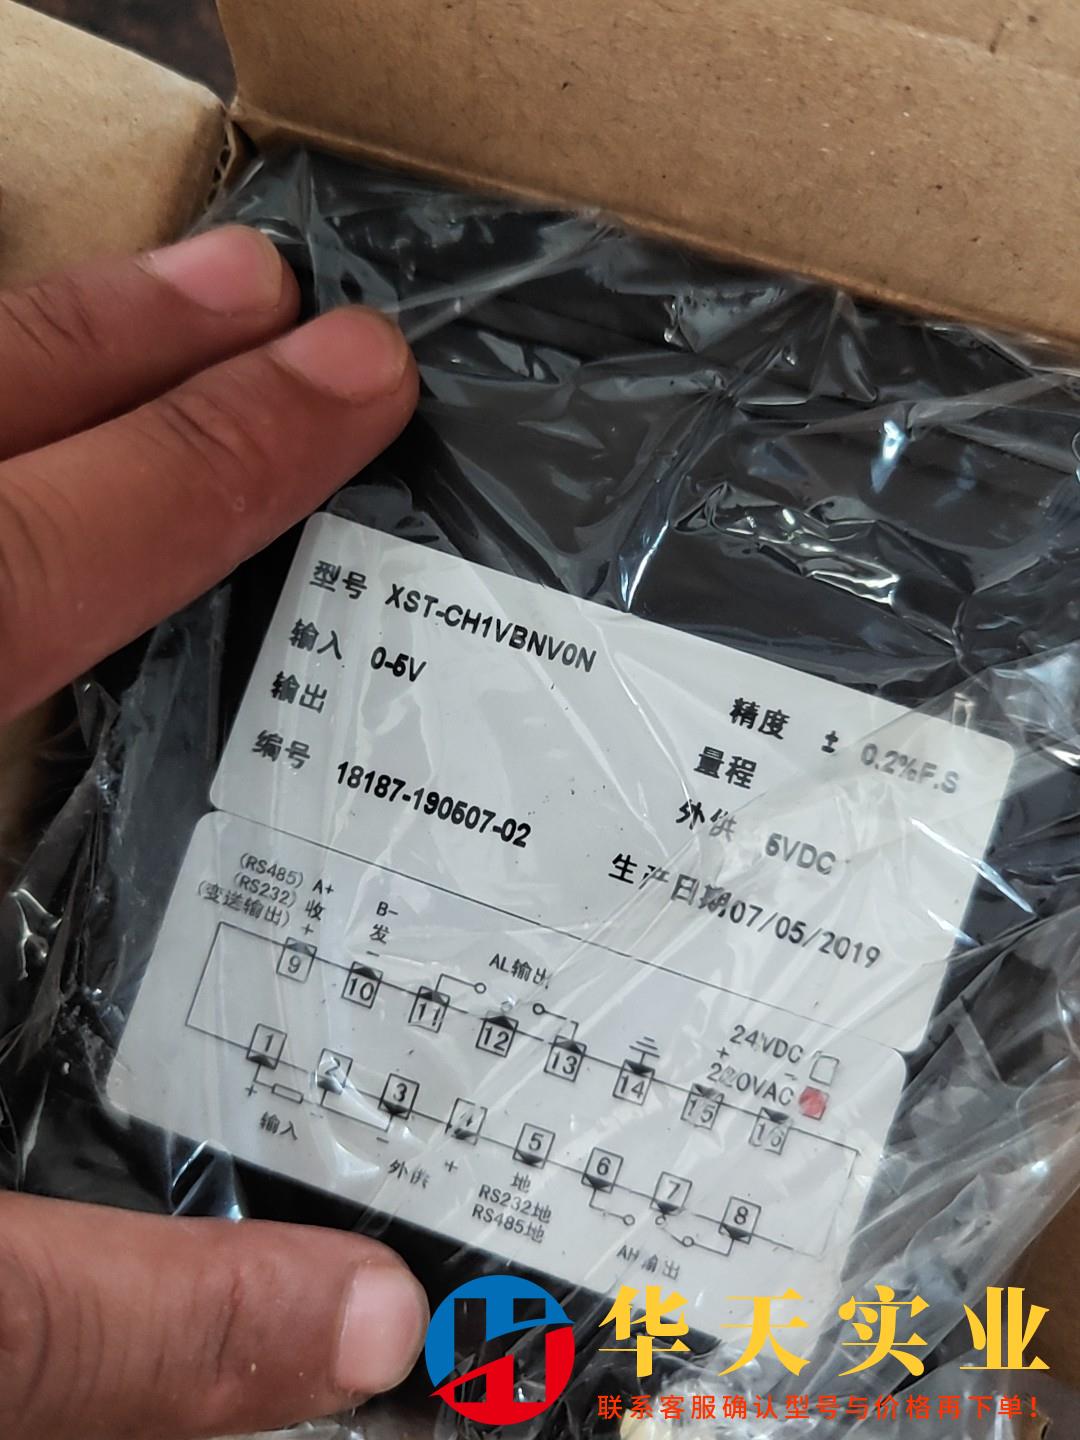 型号 XST-CH1VBNV0N
输入 0-5V
输出
编号 18187-190507-02
精度 ± 0.2%F.S
量程
外供 5VDC
生产日期07/05/2019
(RS485) A+ B-
(RS232) 收 发
(变送输出) + -
AL输出
24VDC
+ -
220VAC
9 10 11 12 13 14 15 16
1 2 3 4 5 6 7 8
+ - - +
输入
外供
地
RS232地
RS485地
AH输出
华天实业
联系客服确认型号与价格再下单！